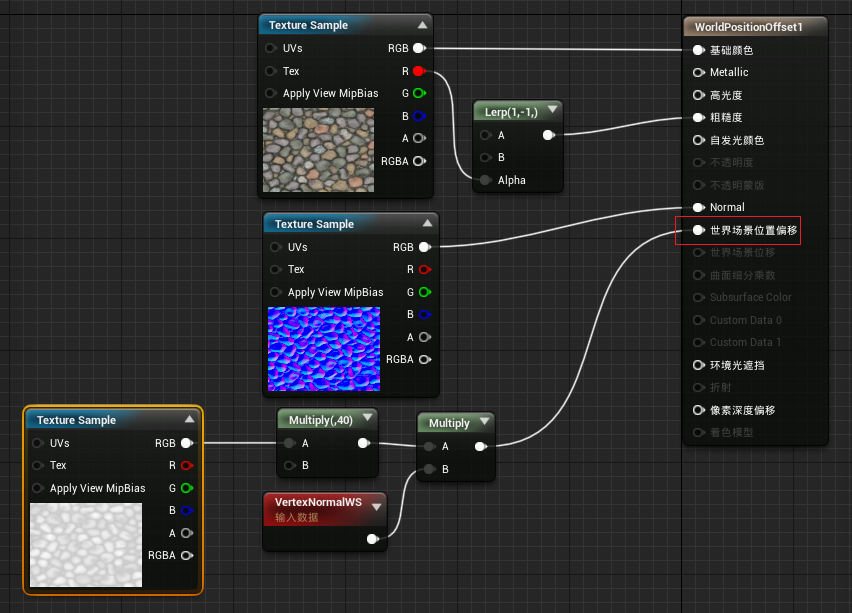 Texture Sample
UVs
RGB
Tex
R
Apply View MipBias
G
B
A
RGBA
Lerp(1,-1,)
A
B
Alpha
Texture Sample
UVs
RGB
Tex
R
Apply View MipBias
G
B
A
RGBA
Texture Sample
UVs
RGB
Tex
R
Apply View MipBias
G
B
A
RGBA
Multiply(,40)
A
B
Multiply
A
B
VertexNormalWS
输入数据
WorldPositionOffset1
基础颜色
Metallic
高光度
粗糙度
自发光颜色
不透明度
不透明蒙版
Normal
世界场景位置偏移
世界场景位移
曲面细分乘数
Subsurface Color
Custom Data 0
Custom Data 1
环境光遮挡
折射
像素深度偏移
着色模型